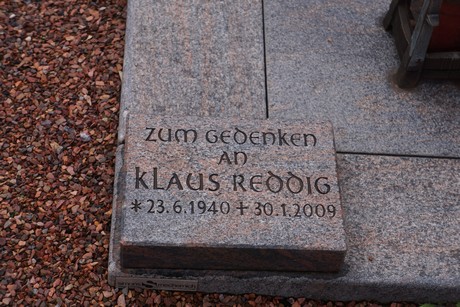 ZUM GEDENKEN
AN
KLAUS REDDIG
* 23.6.1940 + 30.1.2009